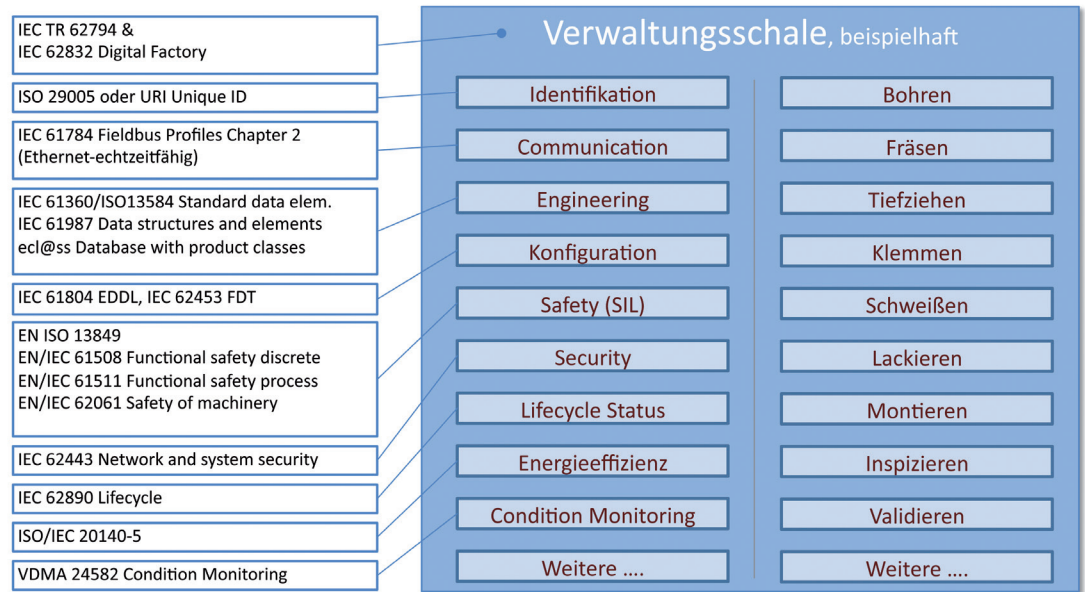 IEC TR 62794 &
IEC 62832 Digital Factory
ISO 29005 oder URI Unique ID
IEC 61784 Fieldbus Profiles Chapter 2
(Ethernet-echtzeitfähig)
IEC 61360/ISO13584 Standard data elem.
IEC 61987 Data structures and elements
ecl@ss Database with product classes
IEC 61804 EDDL, IEC 62453 FDT
EN ISO 13849
EN/IEC 61508 Functional safety discrete
EN/IEC 61511 Functional safety process
EN/IEC 62061 Safety of machinery
IEC 62443 Network and system security
IEC 62890 Lifecycle
ISO/IEC 20140-5
VDMA 24582 Condition Monitoring
Verwaltungsschale, beispielhaft
Identifikation
Communication
Engineering
Konfiguration
Safety (SIL)
Security
Lifecycle Status
Energieeffizienz
Condition Monitoring
Weitere ....
Bohren
Fräsen
Tiefziehen
Klemmen
Schweißen
Lackieren
Montieren
Inspizieren
Validieren
Weitere ....